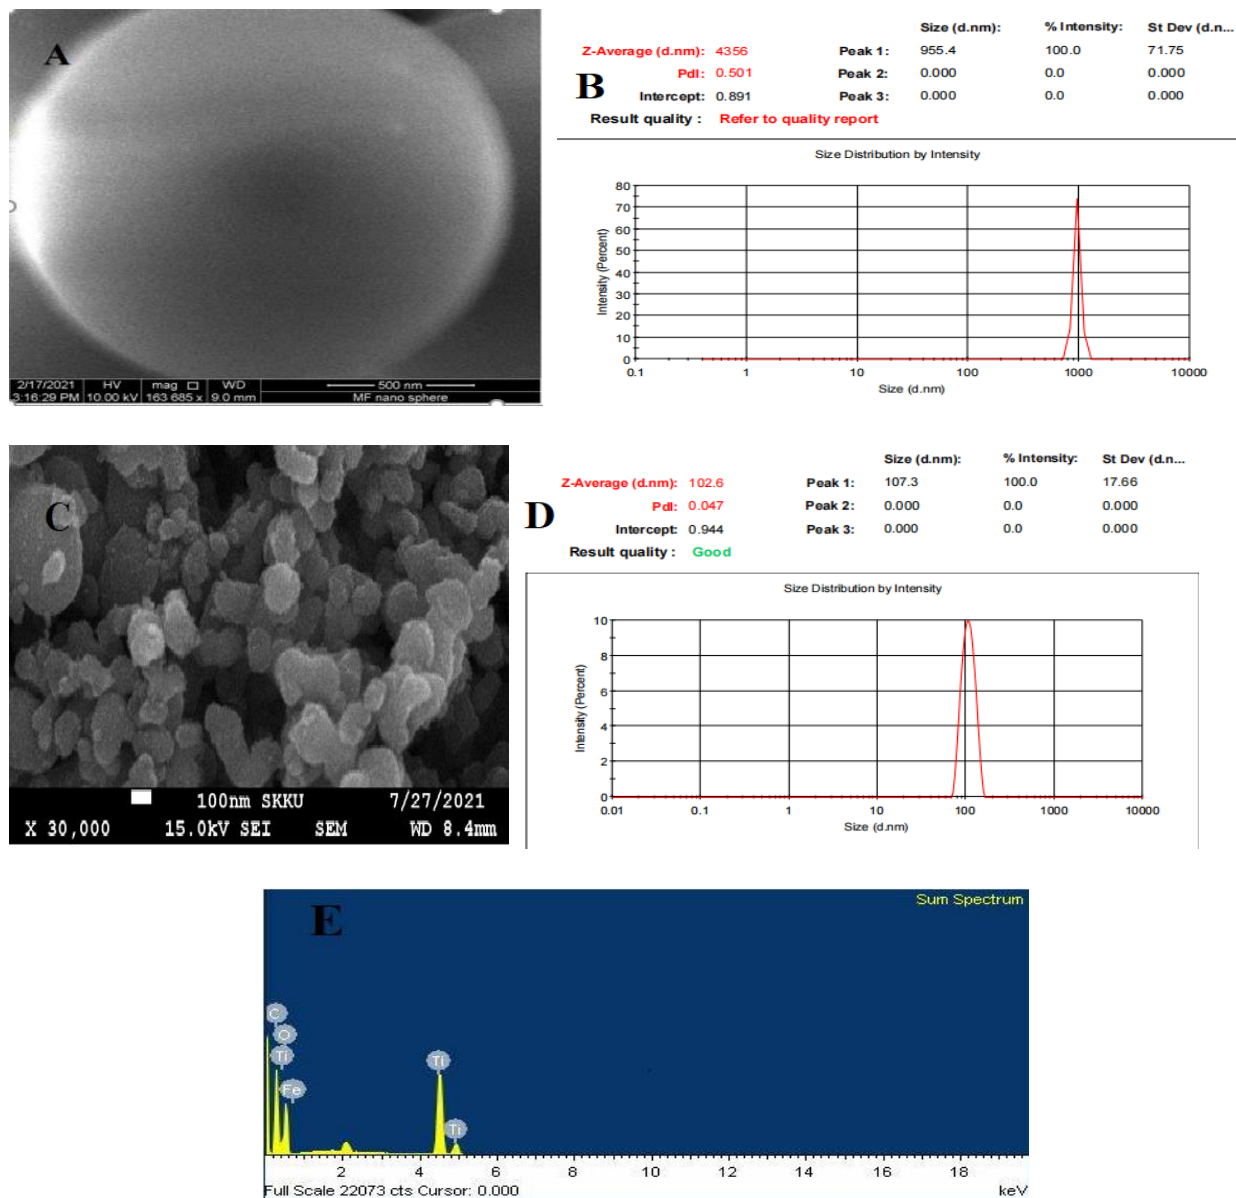 A
2/17/2021 HV mag □ WD 500 nm
3:16:29 PM 10.00 kV 163 685 x 9.0 mm MF nano sphere
B
Size (d.nm): % Intensity: St Dev (d.n...
Z-Average (d.nm): 4356 Peak 1: 955.4 100.0 71.75
PdI: 0.501 Peak 2: 0.000 0.0 0.000
Intercept: 0.891 Peak 3: 0.000 0.0 0.000
Result quality : Refer to quality report
Size Distribution by Intensity
Intensity (Percent)
80
70
60
50
40
30
20
10
0
0.1 1 10 100 1000 10000
Size (d.nm)
C
100nm SKKU 7/27/2021
X 30,000 15.0kV SEI SEM WD 8.4mm
D
Size (d.nm): % Intensity: St Dev (d.n...
Z-Average (d.nm): 102.6 Peak 1: 107.3 100.0 17.66
PdI: 0.047 Peak 2: 0.000 0.0 0.000
Intercept: 0.944 Peak 3: 0.000 0.0 0.000
Result quality : Good
Size Distribution by Intensity
Intensity (Percent)
10
8
6
4
2
0
0.01 0.1 1 10 100 1000 10000
Size (d.nm)
E
Sum Spectrum
C
O
Ti
Fe
Ti
Ti
2 4 6 8 10 12 14 16 18
Full Scale 22073 cts Cursor: 0.000 keV